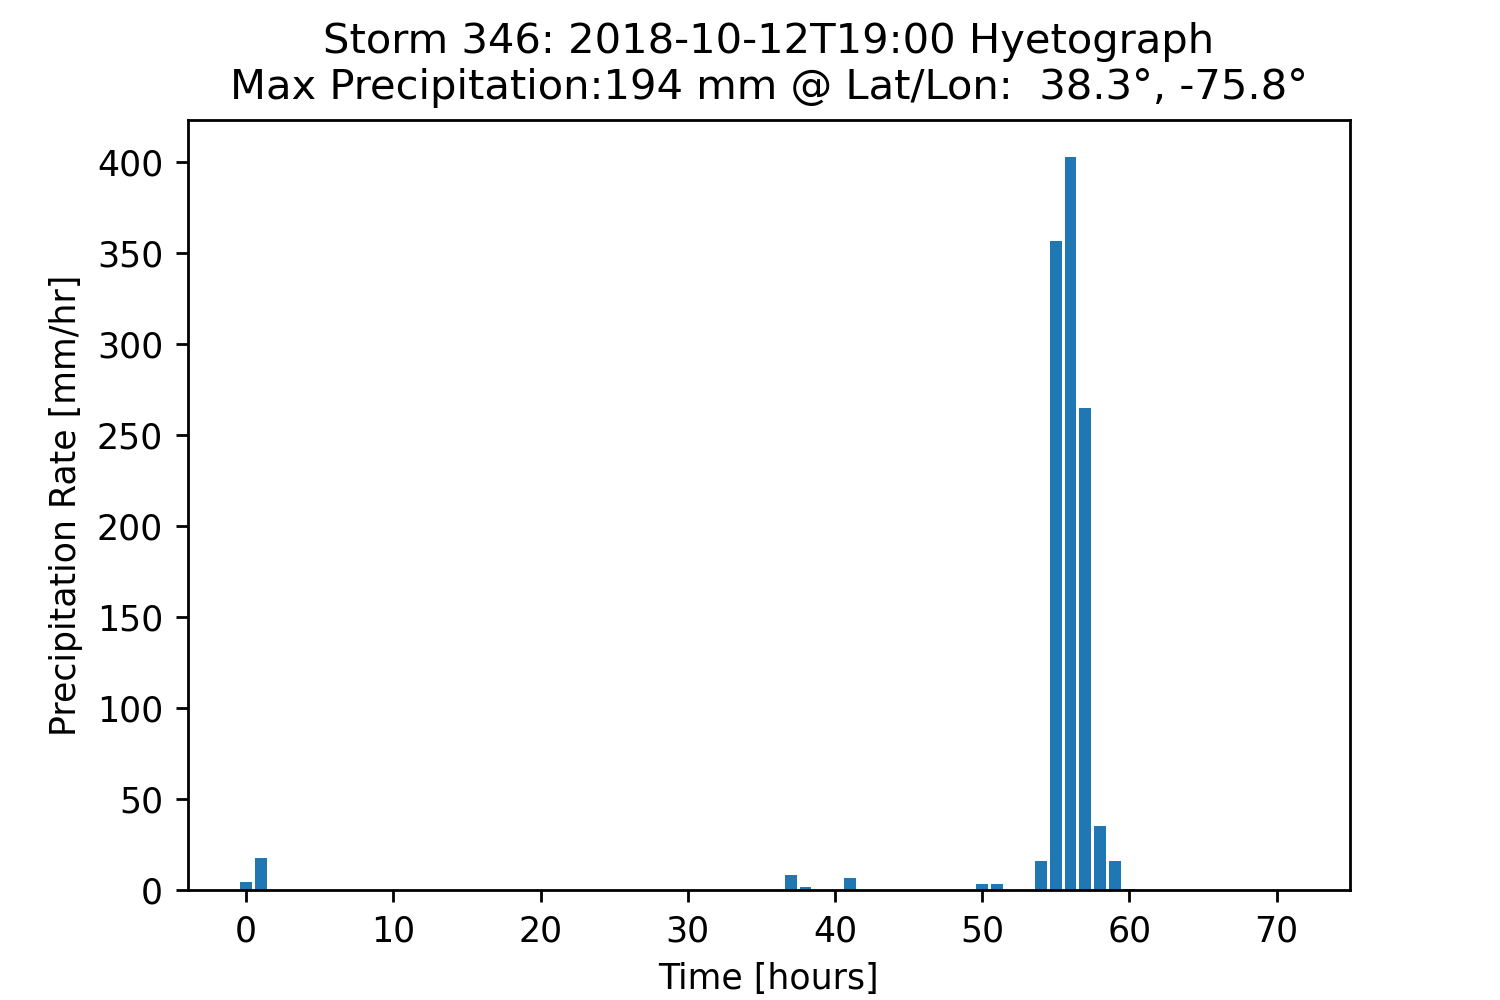 Storm 346: 2018-10-12T19:00 Hyetograph
Max Precipitation:194 mm @ Lat/Lon:  38.3°, -75.8°
Precipitation Rate [mm/hr]
400
350
300
250
200
150
100
50
0
0 10 20 30 40 50 60 70
Time [hours]